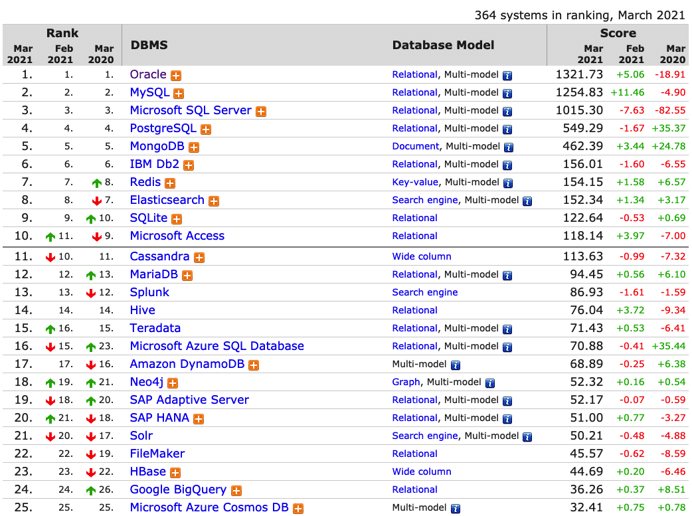 364 systems in ranking, March 2021
Rank Score
Mar 2021 Feb 2021 Mar 2020 DBMS Database Model Mar 2021 Feb 2021 Mar 2020
1. 1. 1. Oracle Relational, Multi-model 1321.73 +5.06 -18.91
2. 2. 2. MySQL Relational, Multi-model 1254.83 +11.46 -4.90
3. 3. 3. Microsoft SQL Server Relational, Multi-model 1015.30 -7.63 -82.55
4. 4. 4. PostgreSQL Relational, Multi-model 549.29 -1.67 +35.37
5. 5. 5. MongoDB Document, Multi-model 462.39 +3.44 +24.78
6. 6. 6. IBM Db2 Relational, Multi-model 156.01 -1.60 -6.55
7. 7. 8. Redis Key-value, Multi-model 154.15 +1.58 +6.57
8. 8. 7. Elasticsearch Search engine, Multi-model 152.34 +1.34 +3.17
9. 9. 10. SQLite Relational 122.64 -0.53 +0.69
10. 11. 9. Microsoft Access Relational 118.14 +3.97 -7.00
11. 10. 11. Cassandra Wide column 113.63 -0.99 -7.32
12. 12. 13. MariaDB Relational, Multi-model 94.45 +0.56 +6.10
13. 13. 12. Splunk Search engine 86.93 -1.61 -1.59
14. 14. 14. Hive Relational 76.04 +3.72 -9.34
15. 16. 15. Teradata Relational, Multi-model 71.43 +0.53 -6.41
16. 15. 23. Microsoft Azure SQL Database Relational, Multi-model 70.88 -0.41 +35.44
17. 17. 16. Amazon DynamoDB Multi-model 68.89 -0.25 +6.38
18. 19. 21. Neo4j Graph, Multi-model 52.32 +0.16 +0.54
19. 18. 20. SAP Adaptive Server Relational, Multi-model 52.17 -0.07 -0.59
20. 21. 18. SAP HANA Relational, Multi-model 51.00 +0.77 -3.27
21. 20. 17. Solr Search engine, Multi-model 50.21 -0.48 -4.88
22. 22. 19. FileMaker Relational 45.57 -0.62 -8.59
23. 23. 22. HBase Wide column 44.69 +0.20 -6.46
24. 24. 26. Google BigQuery Relational 36.26 +0.37 +8.51
25. 25. 25. Microsoft Azure Cosmos DB Multi-model 32.41 +0.75 +0.78